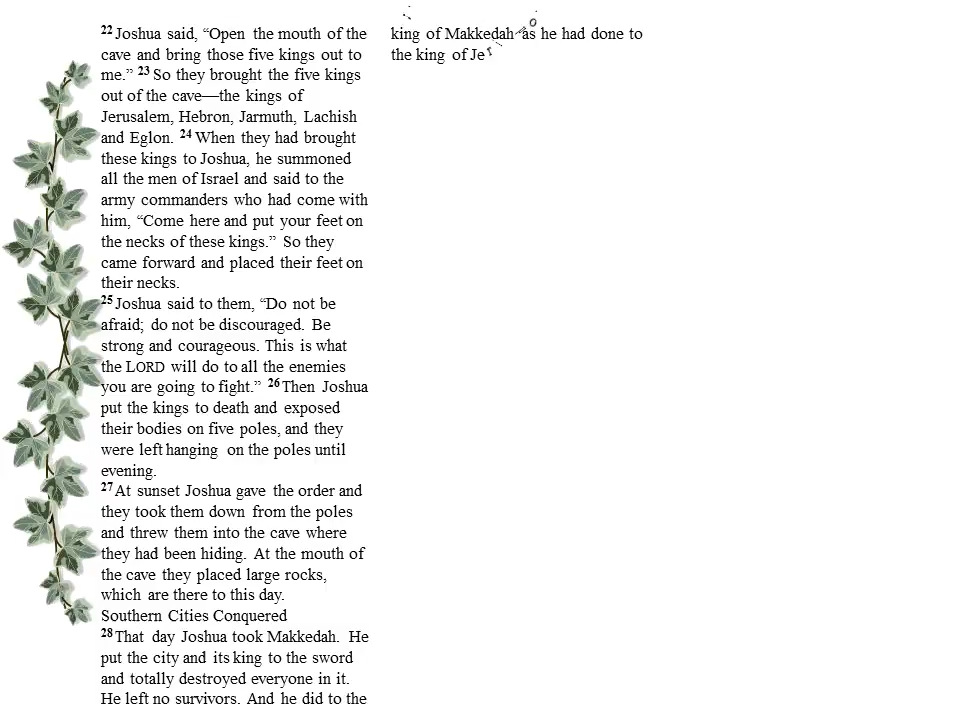 22 Joshua said, “Open the mouth of the
cave and bring those five kings out to
me.” 23 So they brought the five kings
out of the cave—the kings of
Jerusalem, Hebron, Jarmuth, Lachish
and Eglon. 24 When they had brought
these kings to Joshua, he summoned
all the men of Israel and said to the
army commanders who had come with
him, “Come here and put your feet on
the necks of these kings.” So they
came forward and placed their feet on
their necks.
25 Joshua said to them, “Do not be
afraid; do not be discouraged. Be
strong and courageous. This is what
the LORD will do to all the enemies
you are going to fight.” 26 Then Joshua
put the kings to death and exposed
their bodies on five poles, and they
were left hanging on the poles until
evening.
27 At sunset Joshua gave the order and
they took them down from the poles
and threw them into the cave where
they had been hiding. At the mouth of
the cave they placed large rocks,
which are there to this day.
Southern Cities Conquered
28 That day Joshua took Makkedah. He
put the city and its king to the sword
and totally destroyed everyone in it.
He left no survivors. And he did to the
king of Makkedah as he had done to
the king of Je